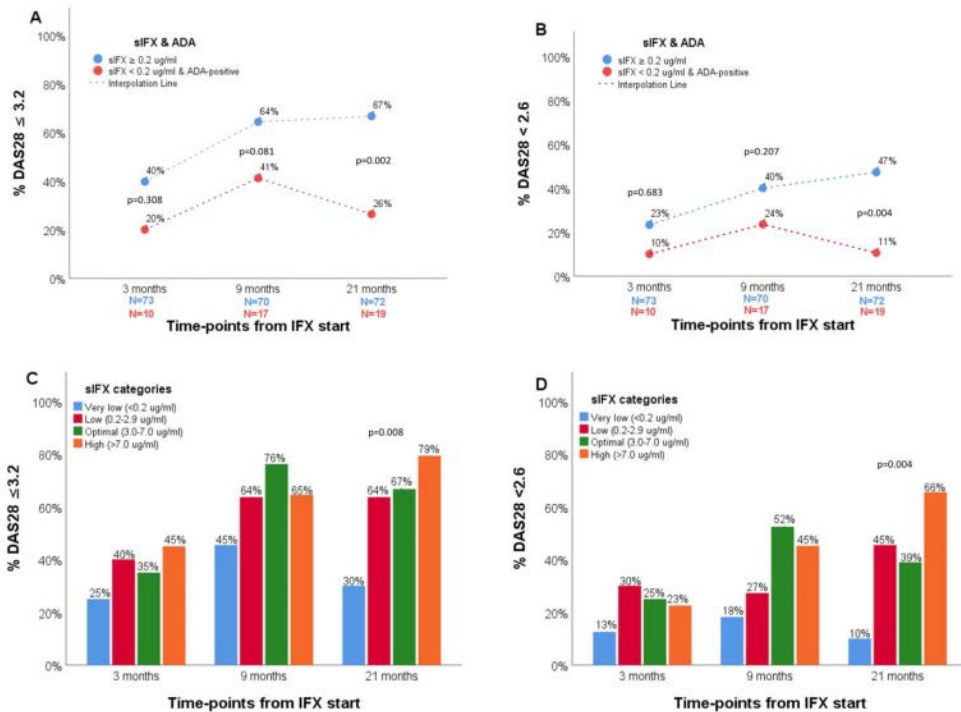 A
sIFX & ADA
sIFX ≥ 0.2 ug/ml
sIFX < 0.2 ug/ml & ADA-positive
Interpolation Line
% DAS28 ≤ 3.2
100%
80%
60%
40%
20%
0%
40%
64%
67%
p=0.308
p=0.081
p=0.002
20%
41%
26%
3 months
9 months
21 months
N=73
N=70
N=72
N=10
N=17
N=19
Time-points from IFX start
B
sIFX & ADA
sIFX ≥ 0.2 ug/ml
sIFX < 0.2 ug/ml & ADA-positive
Interpolation Line
% DAS28 < 2.6
100%
80%
60%
40%
20%
0%
p=0.683
p=0.207
p=0.004
23%
40%
47%
10%
24%
11%
3 months
9 months
21 months
N=73
N=70
N=72
N=10
N=17
N=19
Time-points from IFX start
C
sIFX categories
Very low (<0.2 ug/ml)
Low (0.2-2.9 ug/ml)
Optimal (3.0-7.0 ug/ml)
High (>7.0 ug/ml)
% DAS28 ≤3.2
100%
80%
60%
40%
20%
0%
p=0.008
25%
40%
35%
45%
45%
64%
76%
65%
30%
64%
67%
79%
3 months
9 months
21 months
Time-points from IFX start
D
sIFX categories
Very low (<0.2 ug/ml)
Low (0.2-2.9 ug/ml)
Optimal (3.0-7.0 ug/ml)
High (>7.0 ug/ml)
% DAS28 <2.6
100%
80%
60%
40%
20%
0%
p=0.004
13%
30%
25%
23%
18%
27%
52%
45%
10%
45%
39%
66%
3 months
9 months
21 months
Time-points from IFX start